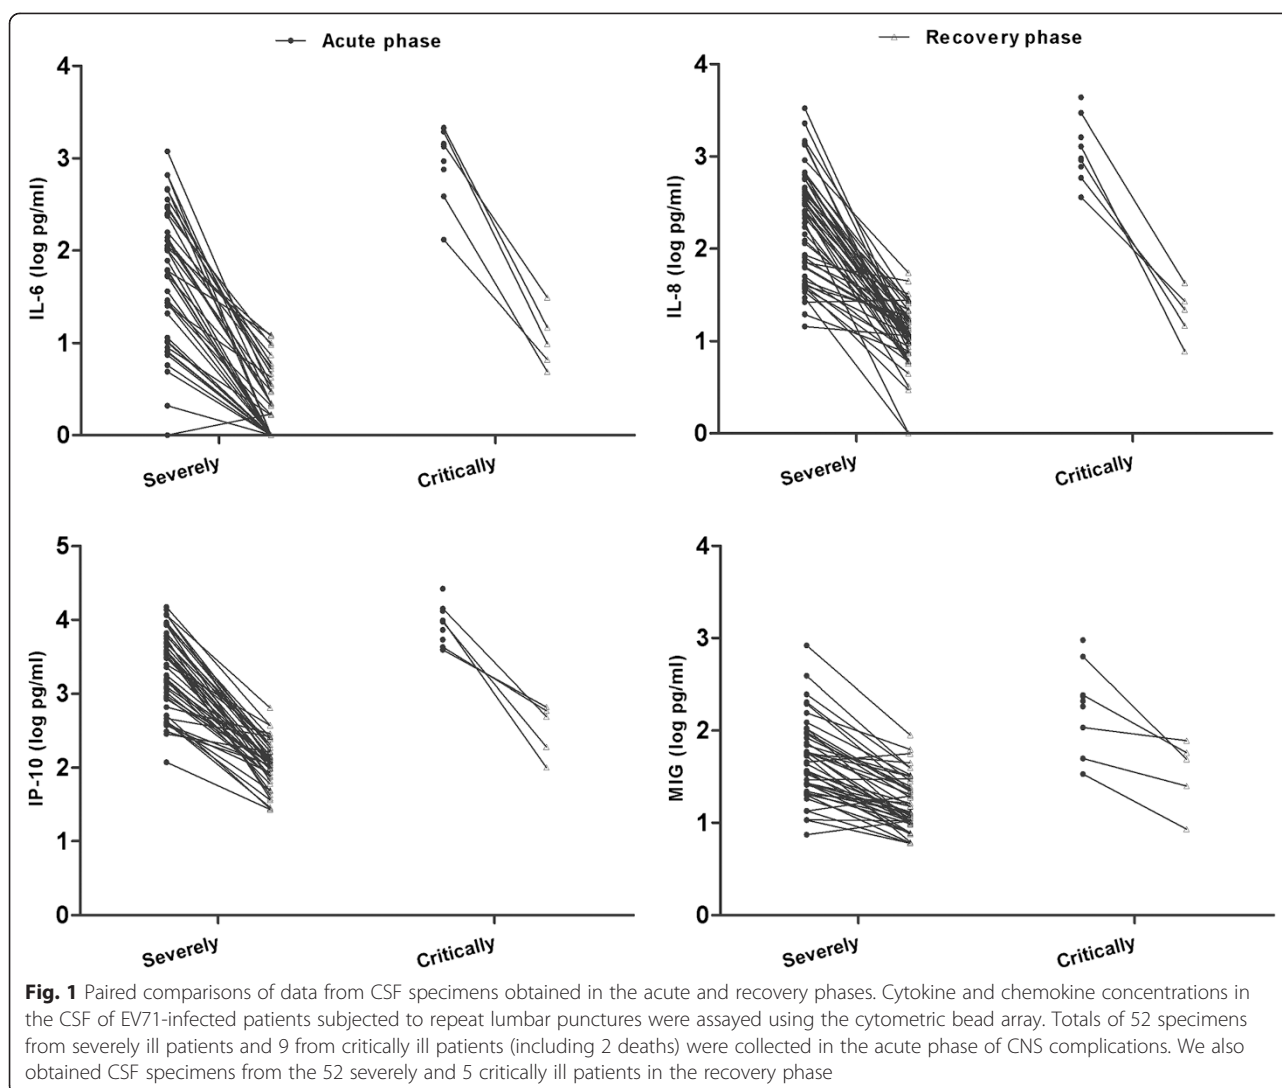 Acute phase
Recovery phase
4
3
2
1
0
IL-6 (log pg/ml)
Severely
Critically
4
3
2
1
0
IL-8 (log pg/ml)
Severely
Critically
5
4
3
2
1
0
IP-10 (log pg/ml)
Severely
Critically
4
3
2
1
0
MIG (log pg/ml)
Severely
Critically
Fig. 1 Paired comparisons of data from CSF specimens obtained in the acute and recovery phases. Cytokine and chemokine concentrations in
the CSF of EV71-infected patients subjected to repeat lumbar punctures were assayed using the cytometric bead array. Totals of 52 specimens
from severely ill patients and 9 from critically ill patients (including 2 deaths) were collected in the acute phase of CNS complications. We also
obtained CSF specimens from the 52 severely and 5 critically ill patients in the recovery phase